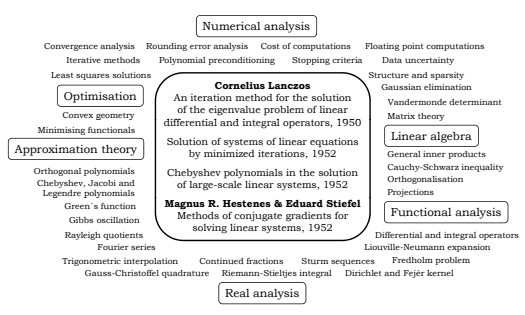 Numerical analysis
Convergence analysis Rounding error analysis Cost of computations Floating point computations
Iterative methods Polynomial preconditioning Stopping criteria Data uncertainty
Least squares solutions Structure and sparsity
Cornelius Lanczos Gaussian elimination
Optimisation An iteration method for the solution Vandermonde determinant
of the eigenvalue problem of linear
Convex geometry differential and integral operators, 1950 Matrix theory
Minimising functionals Linear algebra
Solution of systems of linear equations
Approximation theory by minimized iterations, 1952 General inner products
Orthogonal polynomials Chebyshev polynomials in the solution Cauchy-Schwarz inequality
Chebyshev, Jacobi and of large-scale linear systems, 1952 Orthogonalisation
Legendre polynomials Projections
Green´s function Magnus R. Hestenes & Eduard Stiefel Functional analysis
Gibbs oscillation Methods of conjugate gradients for
Rayleigh quotients solving linear systems, 1952 Differential and integral operators
Fourier series Liouville-Neumann expansion
Trigonometric interpolation Continued fractions Sturm sequences Fredholm problem
Gauss-Christoffel quadrature Riemann-Stieltjes integral Dirichlet and Fejér kernel
Real analysis